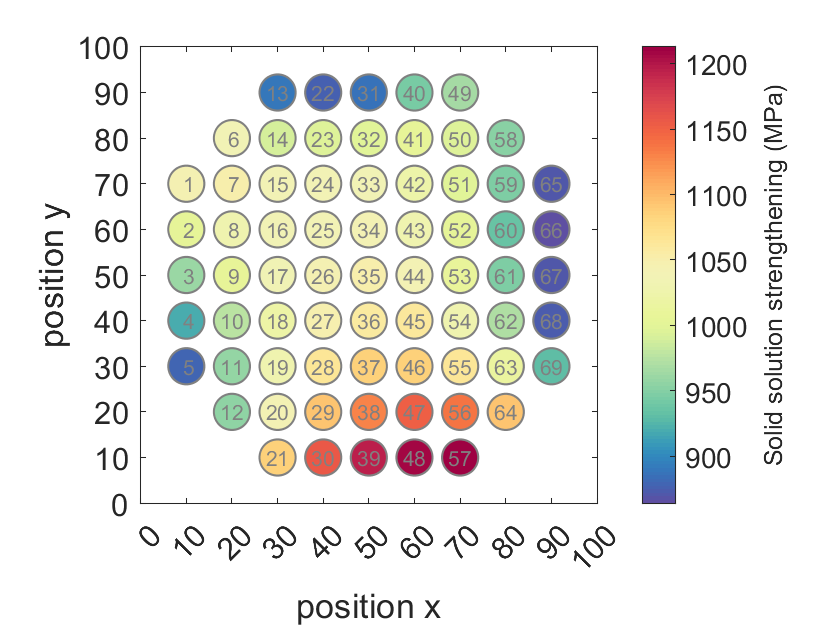 100
90
80
70
60
50
40
30
20
10
0
position y
13 22 31 40 49
6 14 23 32 41 50 58
1 7 15 24 33 42 51 59 65
2 8 16 25 34 43 52 60 66
3 9 17 26 35 44 53 61 67
4 10 18 27 36 45 54 62 68
5 11 19 28 37 46 55 63 69
12 20 29 38 47 56 64
21 30 39 48 57
0 10 20 30 40 50 60 70 80 90 100
position x
1200
1150
1100
1050
1000
950
900
Solid solution strengthening (MPa)